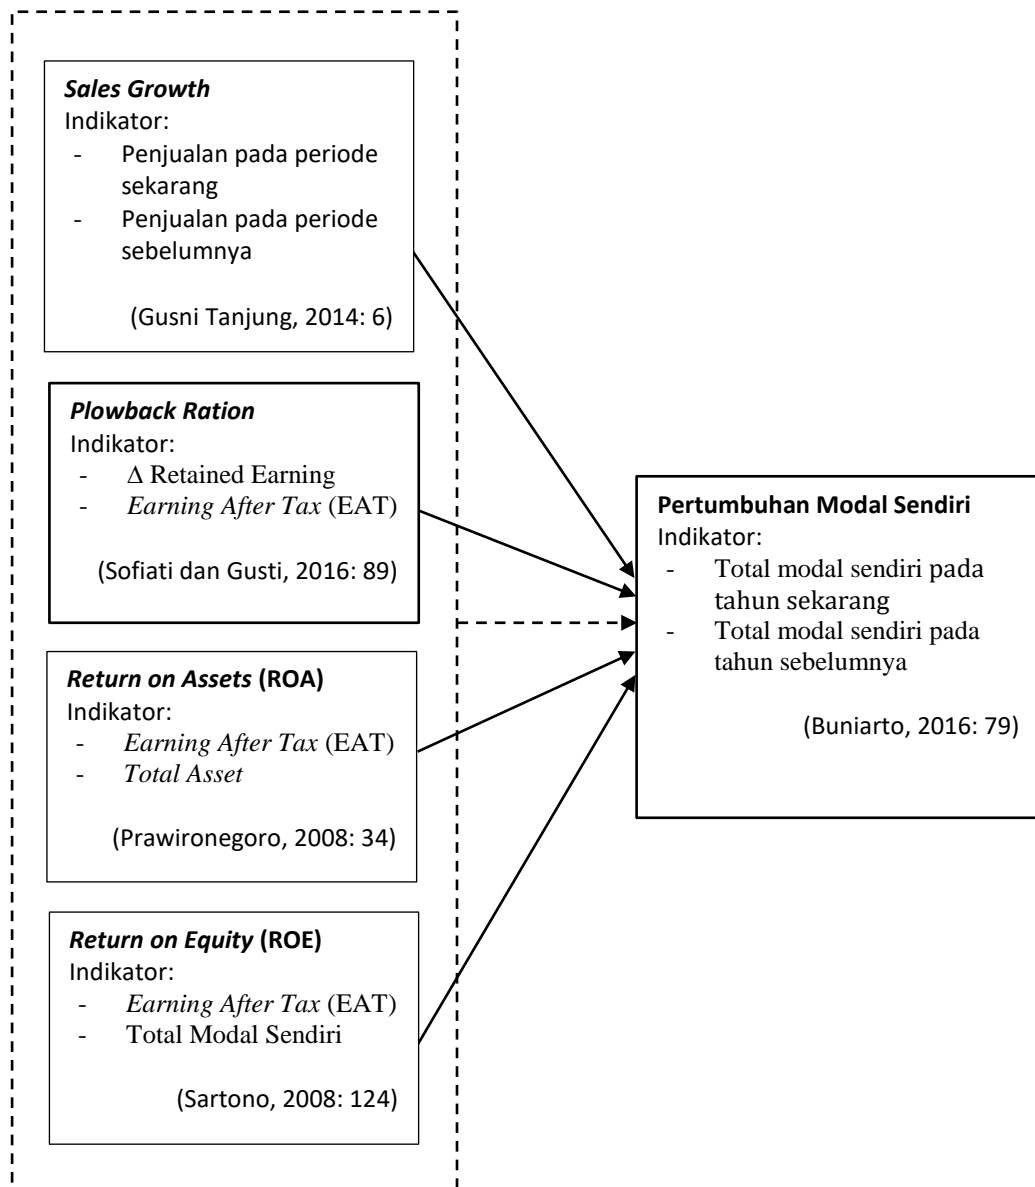 Sales Growth
Indikator:
- Penjualan pada periode
sekarang
- Penjualan pada periode
sebelumnya
(Gusni Tanjung, 2014: 6)
Plowback Ration
Indikator:
- Δ Retained Earning
- Earning After Tax (EAT)
(Sofiati dan Gusti, 2016: 89)
Return on Assets (ROA)
Indikator:
- Earning After Tax (EAT)
- Total Asset
(Prawironegoro, 2008: 34)
Return on Equity (ROE)
Indikator:
- Earning After Tax (EAT)
- Total Modal Sendiri
(Sartono, 2008: 124)
Pertumbuhan Modal Sendiri
Indikator:
- Total modal sendiri pada
tahun sekarang
- Total modal sendiri pada
tahun sebelumnya
(Buniarto, 2016: 79)